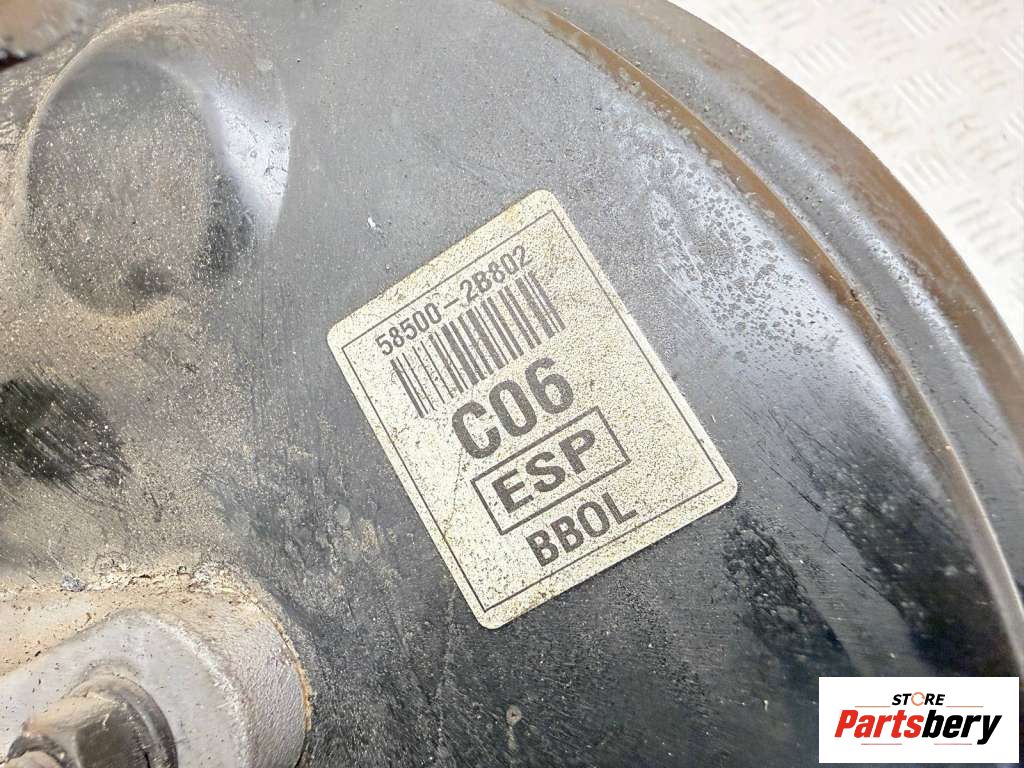 58500-2B802
C06
ESP
BBOL
STORE
Partsbery